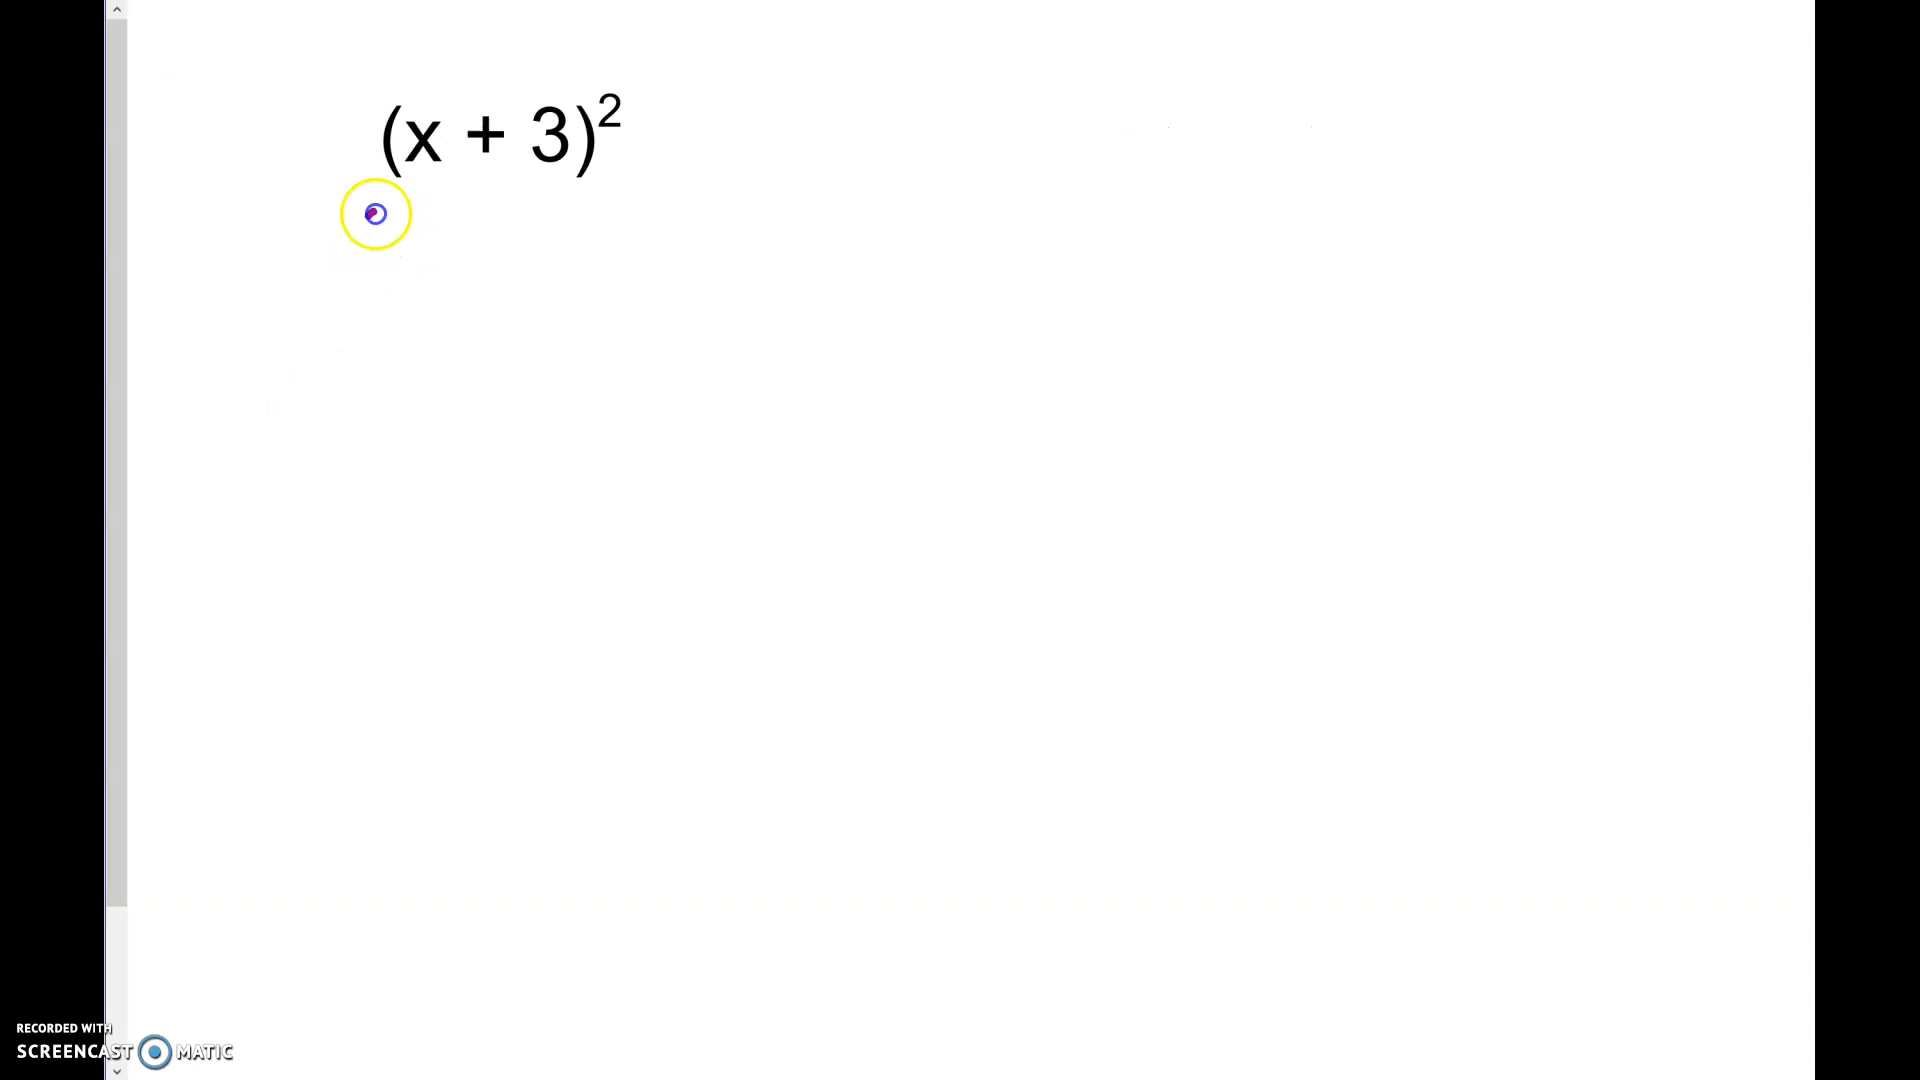 (x + 3)²
RECORDED WITH
SCREENCAST MATIC